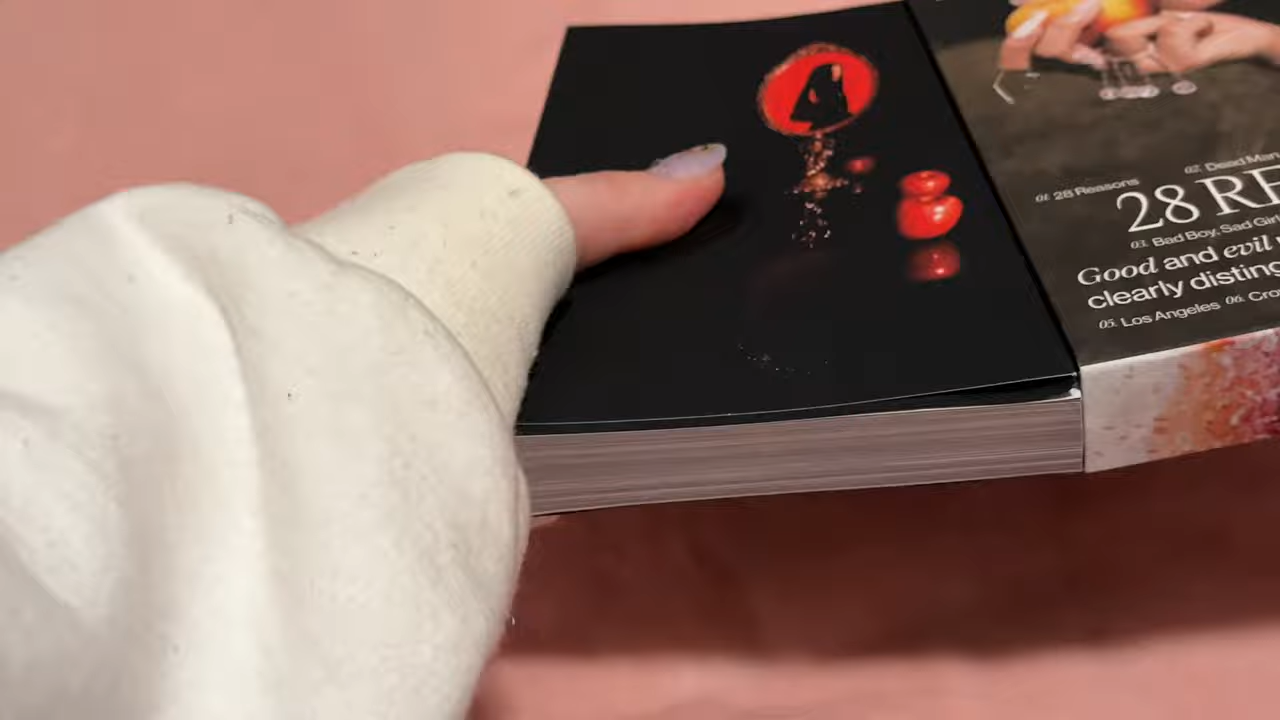 01. 28 Reasons
02. Dead Man
28 RE
03. Bad Boy, Sad Gir
Good and evil
clearly disting
05. Los Angeles 06. Cro